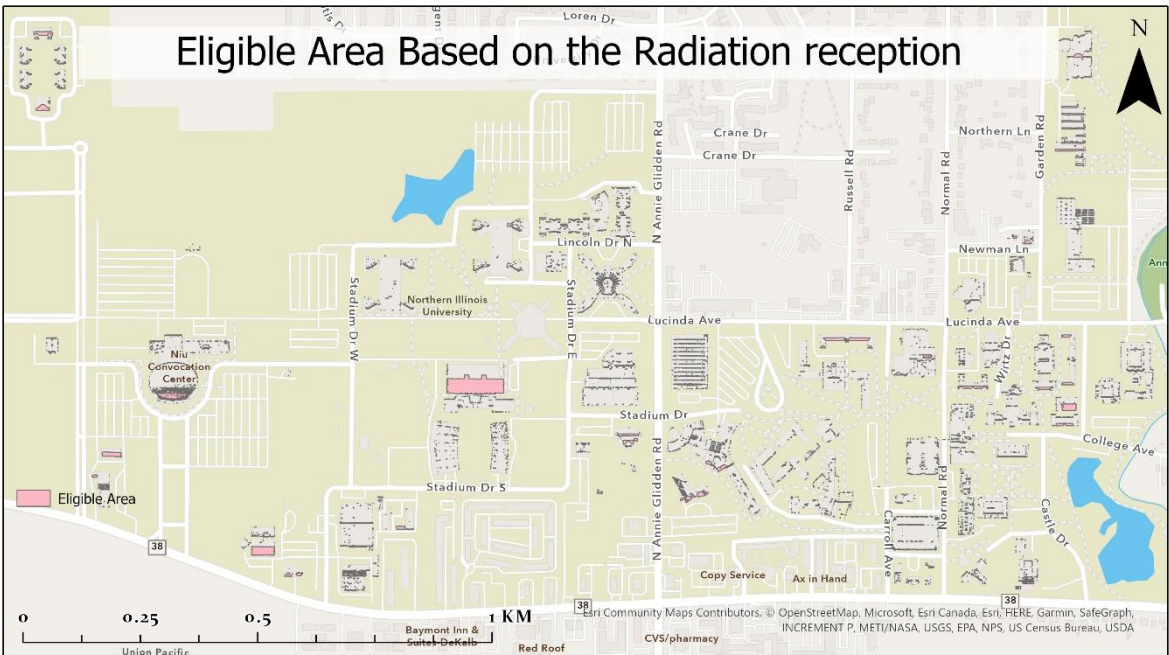 Eligible Area Based on the Radiation reception
N
Loren Dr
Crane Dr
Crane Dr
Northern Ln
Garden Rd
N Annie Glidden Rd
Russell Rd
Normal Rd
Lincoln Dr N
Newman Ln
Ann
Stadium Dr W
Northern Illinois
University
Stadium Dr E
Lucinda Ave
Lucinda Ave
Niu
Convocation
Center
Wirtz Dr
Stadium Dr
College Ave
Eligible Area
Stadium Dr S
N Annie Glidden Rd
Normal Rd
Carroll Ave
Castle Dr
38
Copy Service
Ax in Hand
38
38
0
0.25
0.5
1 KM
Esri Community Maps Contributors, © OpenStreetMap, Microsoft, Esri Canada, Esri, HERE, Garmin, SafeGraph,
INCREMENT P, METI/NASA, USGS, EPA, NPS, US Census Bureau, USDA
Baymont Inn &
Suites-DeKalb
Red Roof
CVS/pharmacy
Union Pacific